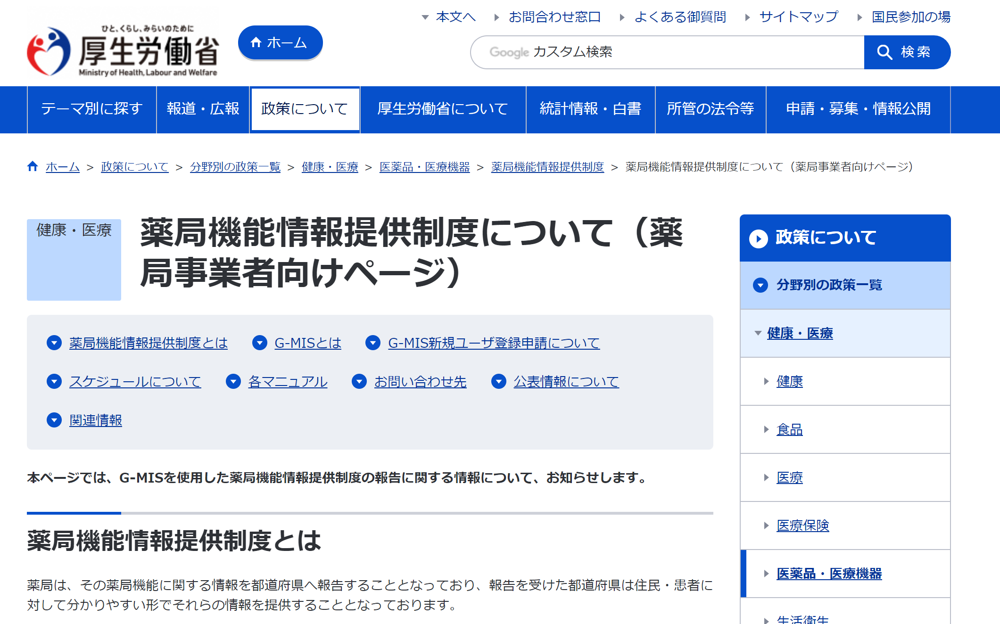 本文へ お問合わせ窓口 よくある御質問 サイトマップ 国民参加の場
ひと、くらし、みらいのために
厚生労働省
Ministry of Health, Labour and Welfare
ホーム
Google カスタム検索
検索
テーマ別に探す 報道・広報 政策について 厚生労働省について 統計情報・白書 所管の法令等 申請・募集・情報公開
ホーム > 政策について > 分野別の政策一覧 > 健康・医療 > 医薬品・医療機器 > 薬局機能情報提供制度 > 薬局機能情報提供制度について（薬局事業者向けページ）
健康・医療
薬局機能情報提供制度について（薬
局事業者向けページ）
薬局機能情報提供制度とは G-MISとは G-MIS新規ユーザ登録申請について
スケジュールについて 各マニュアル お問い合わせ先 公表情報について
関連情報
本ページでは、G-MISを使用した薬局機能情報提供制度の報告に関する情報について、お知らせします。
薬局機能情報提供制度とは
薬局は、その薬局機能に関する情報を都道府県へ報告することとなっており、報告を受けた都道府県は住民・患者に
対して分かりやすい形でそれらの情報を提供することとなっております。
政策について
分野別の政策一覧
健康・医療
健康
食品
医療
医療保険
医薬品・医療機器
生活衛生